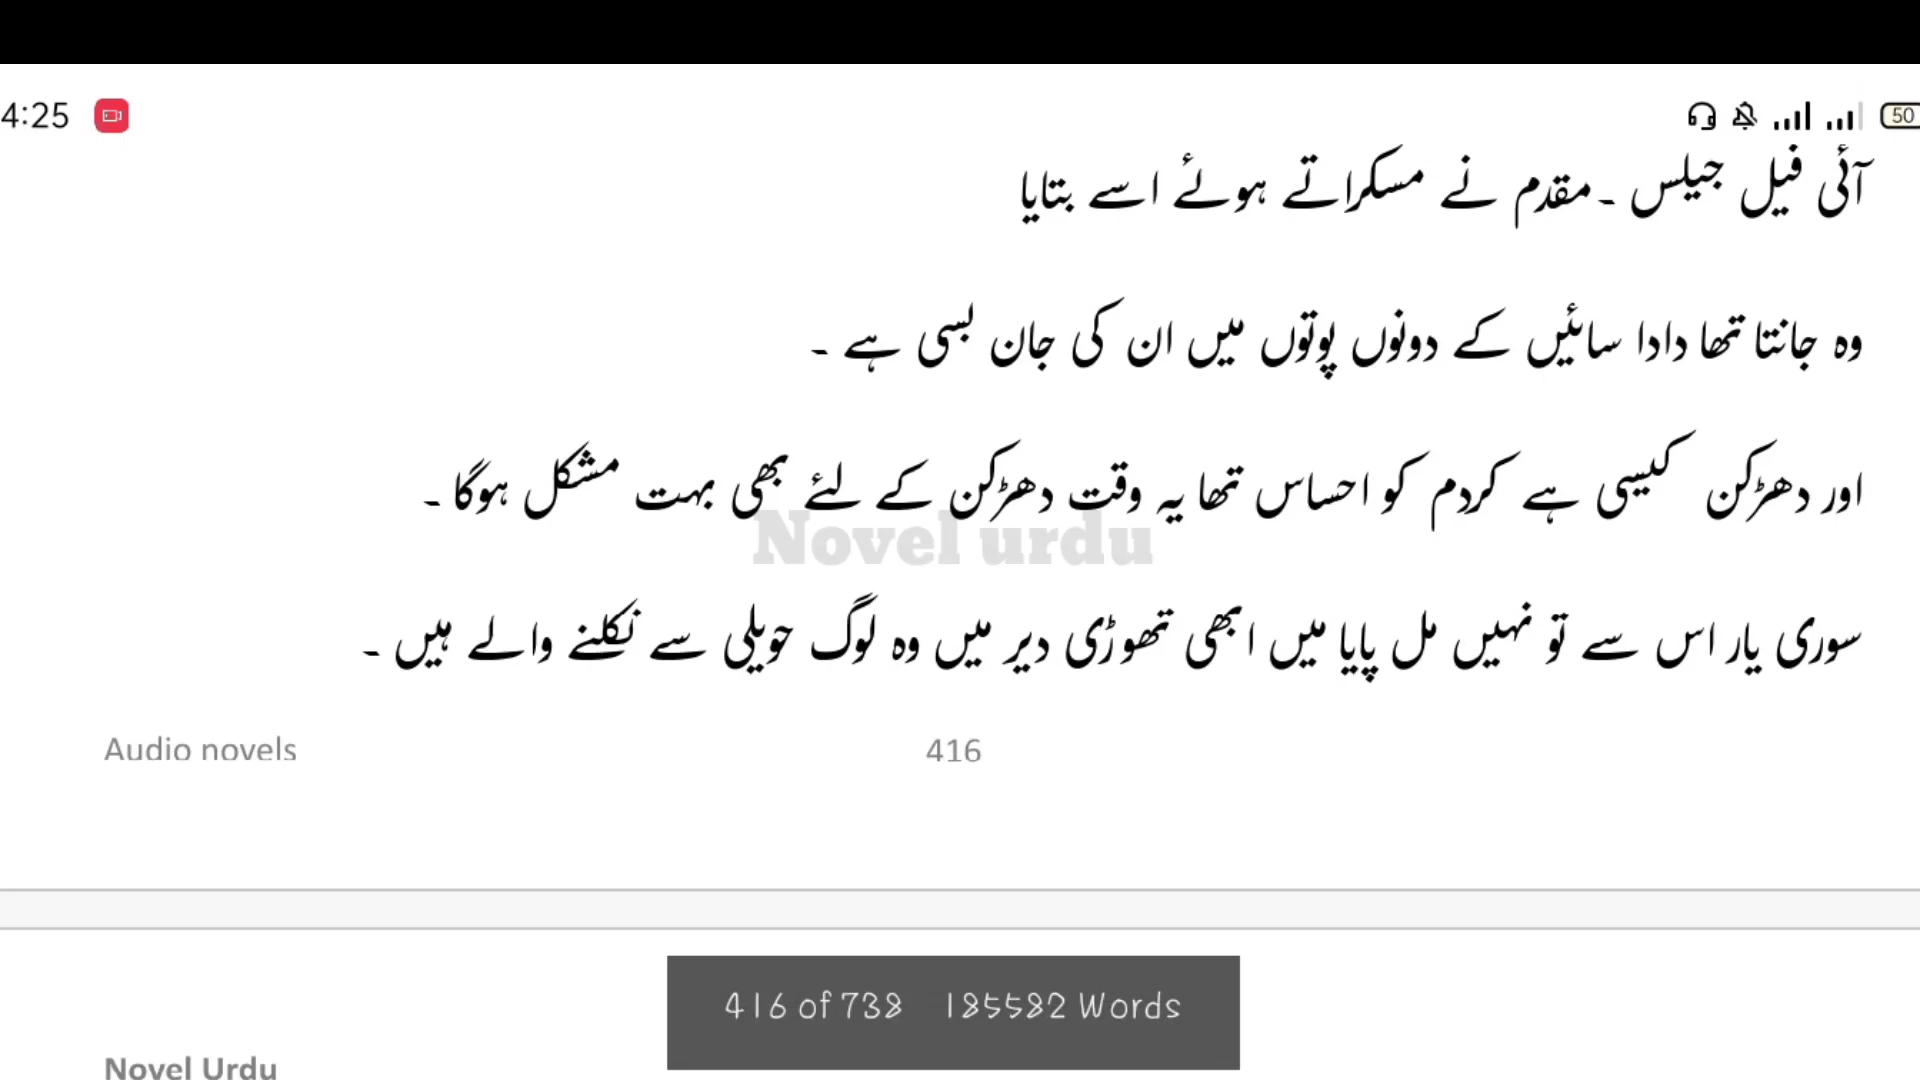 4:25
50
آئی فیل جیلس ۔مقدم نے مسکراتے ہوئے اسے بتایا
وہ جانتا تھا دادا سائیں کے دونوں پوتوں میں ان کی جان بسی ہے ۔
اور دھڑکن کیسی ہے کردم کو احساس تھا یہ وقت دھڑکن کے لئے بھی بہت مشکل ہوگا ۔
Novel urdu
سوری یار اس سے تو نہیں مل پایا میں ابھی تھوڑی دیر میں وہ لوگ حویلی سے نکلنے والے ہیں ۔
Audio novels 416
416 of 738 185582 Words
Novel Urdu